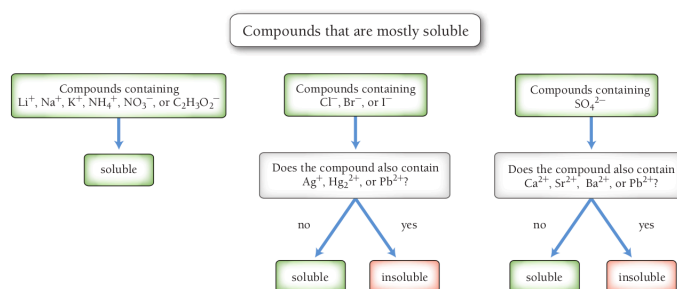 Compounds that are mostly soluble
Compounds containing
Li⁺, Na⁺, K⁺, NH₄⁺, NO₃⁻, or C₂H₃O₂⁻
soluble
Compounds containing
Cl⁻, Br⁻, or I⁻
Does the compound also contain
Ag⁺, Hg₂²⁺, or Pb²⁺?
no
yes
soluble
insoluble
Compounds containing
SO₄²⁻
Does the compound also contain
Ca²⁺, Sr²⁺, Ba²⁺, or Pb²⁺?
no
yes
soluble
insoluble